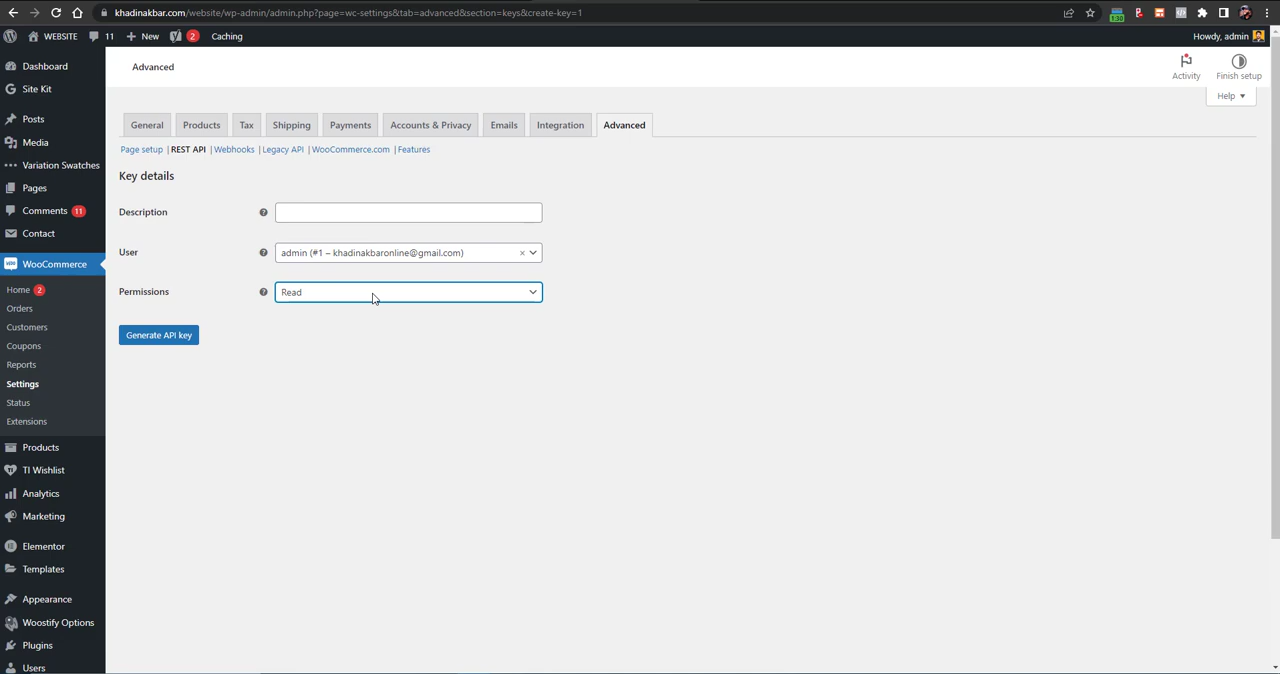 khadinakbar.com/website/wp-admin/admin.php?page=wc-settings&tab=advanced&section=keys&create-key=1
1:30
WEBSITE 11 New 2 Caching
Howdy, admin
Dashboard
Site Kit
Posts
Media
Variation Swatches
Pages
Comments 11
Contact
WooCommerce
Home 2
Orders
Customers
Coupons
Reports
Settings
Status
Extensions
Products
TI Wishlist
Analytics
Marketing
Elementor
Templates
Appearance
Woostify Options
Plugins
Users
Advanced
Activity
Finish setup
Help
General Products Tax Shipping Payments Accounts & Privacy Emails Integration Advanced
Page setup | REST API | Webhooks | Legacy API | WooCommerce.com | Features
Key details
Description
User admin (#1 – khadinakbaronline@gmail.com) ×
Permissions Read
Generate API key